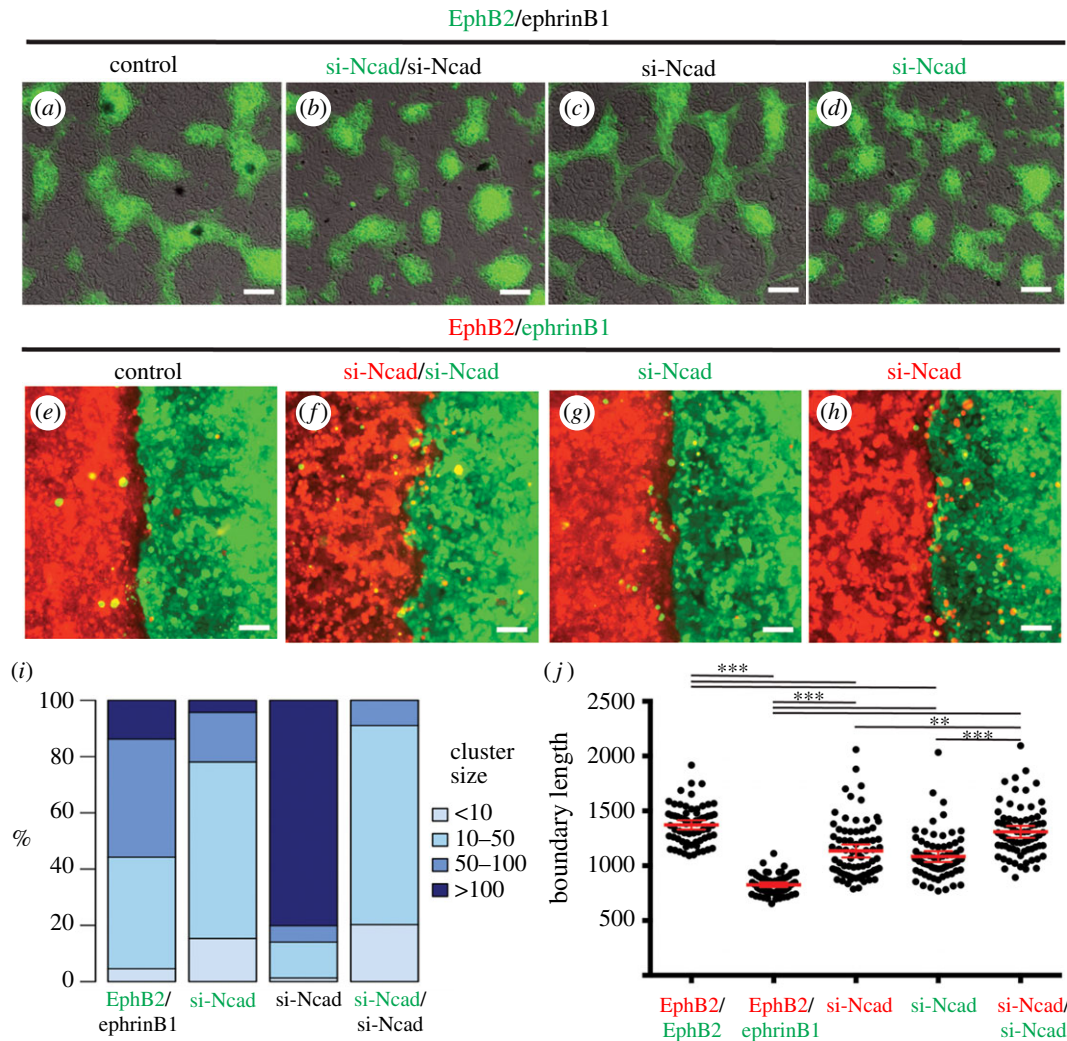 EphB2/ephrinB1
control
si-Ncad/si-Ncad
si-Ncad
si-Ncad
(a)
(b)
(c)
(d)
EphB2/ephrinB1
control
si-Ncad/si-Ncad
si-Ncad
si-Ncad
(e)
(f)
(g)
(h)
(i)
100
80
60
40
20
0
%
cluster
size
<10
10–50
50–100
>100
EphB2/
ephrinB1
si-Ncad
si-Ncad
si-Ncad/
si-Ncad
(j)
***
***
**
***
2500
2000
1500
1000
500
boundary length
EphB2/
EphB2
EphB2/
ephrinB1
si-Ncad
si-Ncad
si-Ncad/
si-Ncad